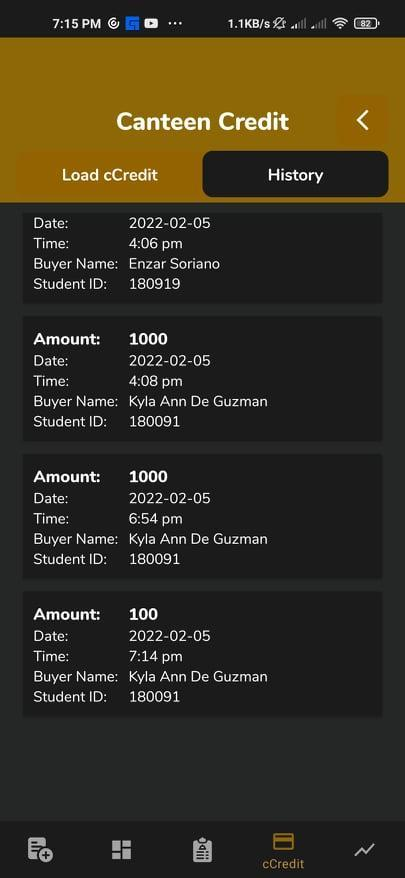 7:15 PM 1.1KB/s 82
Canteen Credit
Load cCredit History
Date: 2022-02-05
Time: 4:06 pm
Buyer Name: Enzar Soriano
Student ID: 180919
Amount: 1000
Date: 2022-02-05
Time: 4:08 pm
Buyer Name: Kyla Ann De Guzman
Student ID: 180091
Amount: 1000
Date: 2022-02-05
Time: 6:54 pm
Buyer Name: Kyla Ann De Guzman
Student ID: 180091
Amount: 100
Date: 2022-02-05
Time: 7:14 pm
Buyer Name: Kyla Ann De Guzman
Student ID: 180091
cCredit